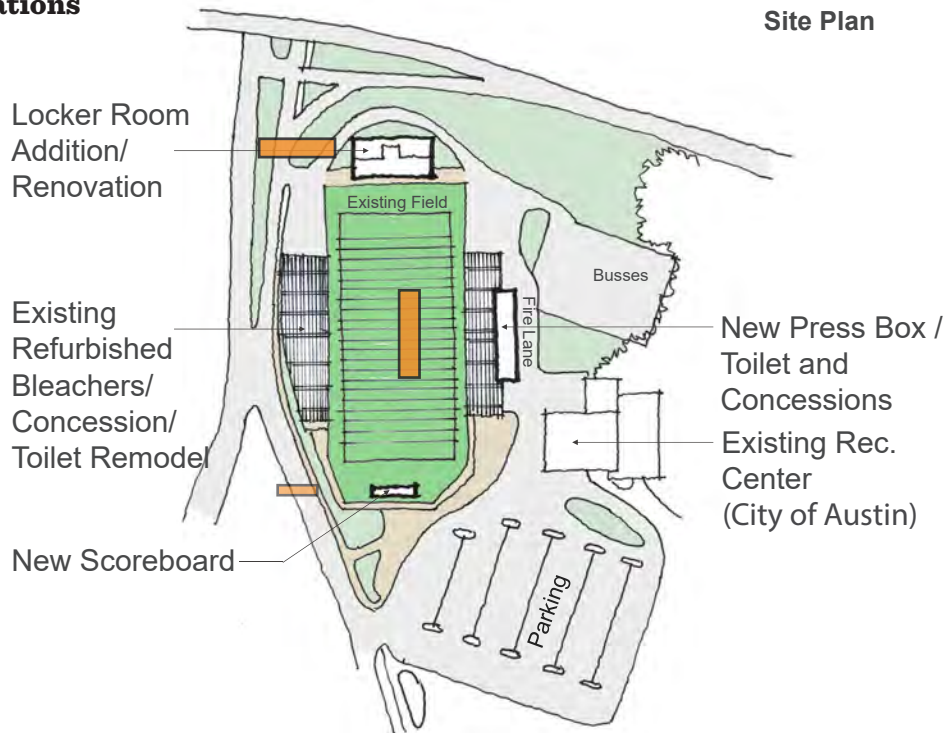 ations
Site Plan
Locker Room
Addition/
Renovation
Existing Field
Busses
Fire Lane
Existing
Refurbished
Bleachers/
Concession/
Toilet Remodel
New Press Box /
Toilet and
Concessions
Existing Rec.
Center
(City of Austin)
New Scoreboard
Parking